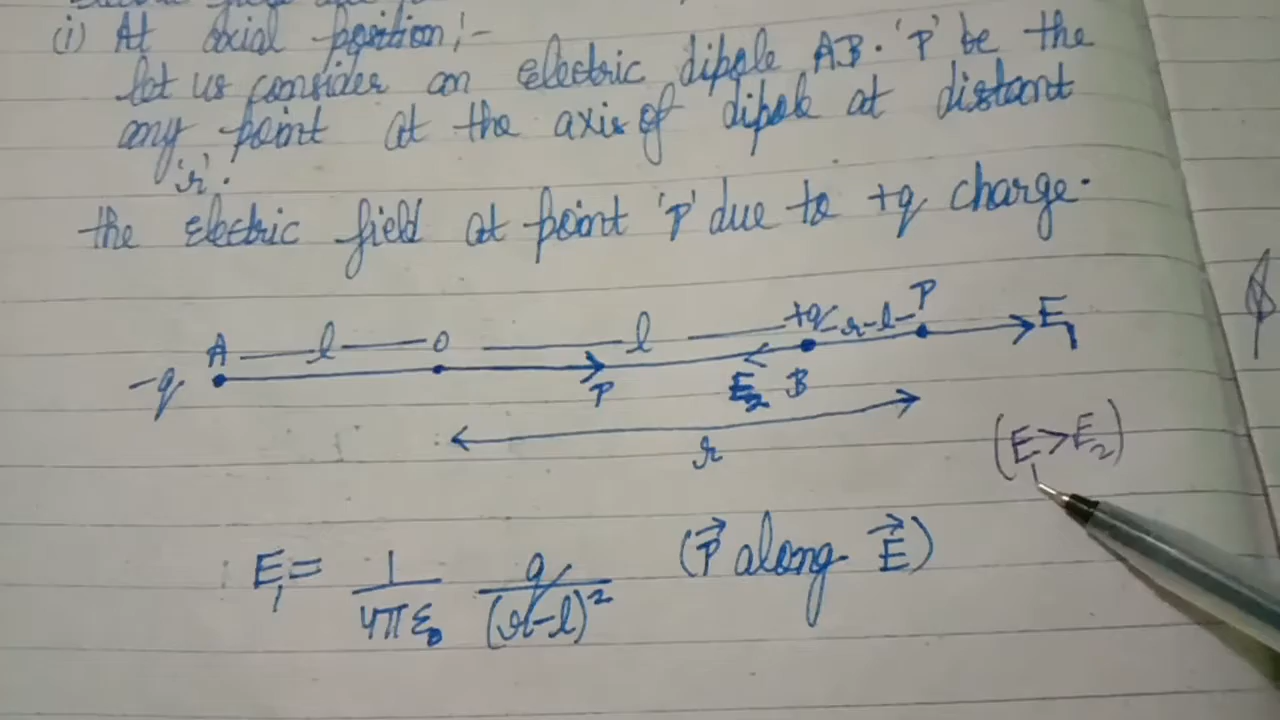 (i) At axial position:-
let us consider an electric dipole AB. 'P' be the
any point at the axis of dipole at distant
'r'.
the electric field at point 'P' due to +q charge.
A l O l +q r-l P E₁
-q P E₂ B
r
(E₁>E₂)
E₁ = 1/4πε₀ q/(r-l)² (P⃗ along E⃗)